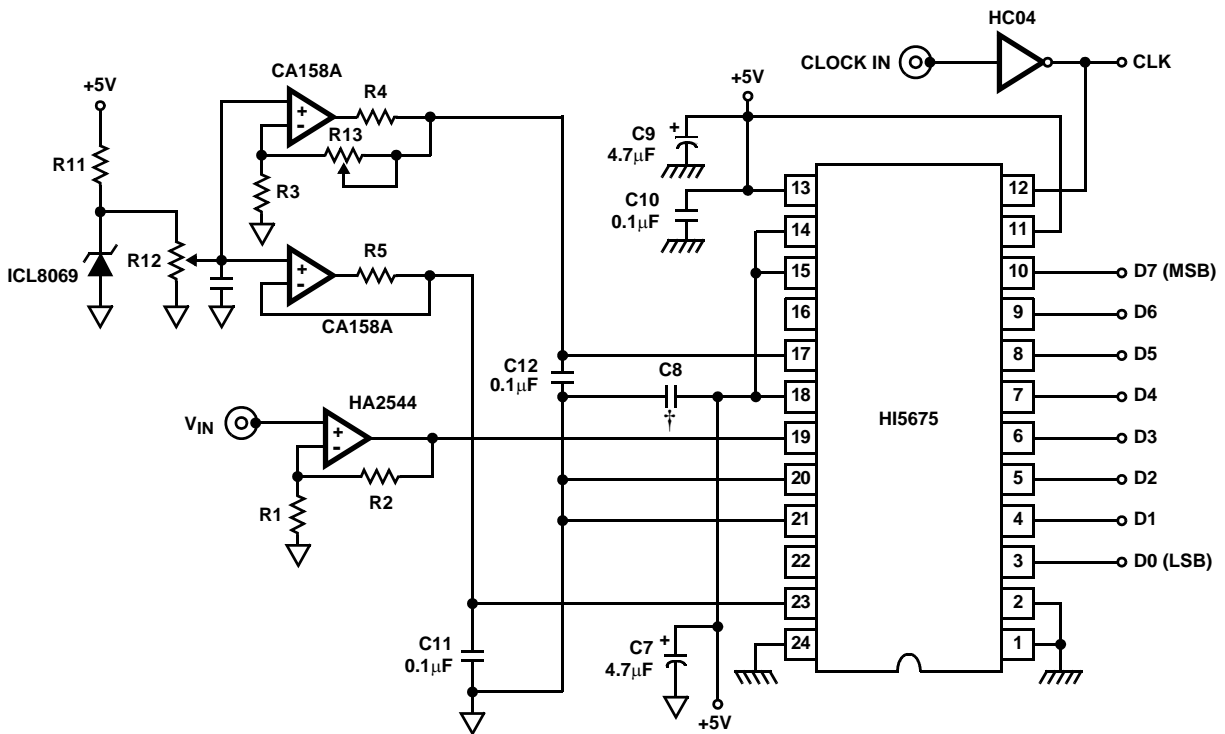 HC04
CLOCK IN
CLK
+5V
CA158A
R4
R13
+
-
R3
+5V
R11
ICL8069
R12
+
-
R5
CA158A
+5V
C9
+
4.7μF
C10
0.1μF
C12
0.1μF
C8
†
HA2544
VIN
+
-
R1
R2
C11
0.1μF
C7
+
4.7μF
+5V
HI5675
13
14
15
16
17
18
19
20
21
22
23
24
12
11
10 D7 (MSB)
9 D6
8 D5
7 D4
6 D3
5 D2
4 D1
3 D0 (LSB)
2
1